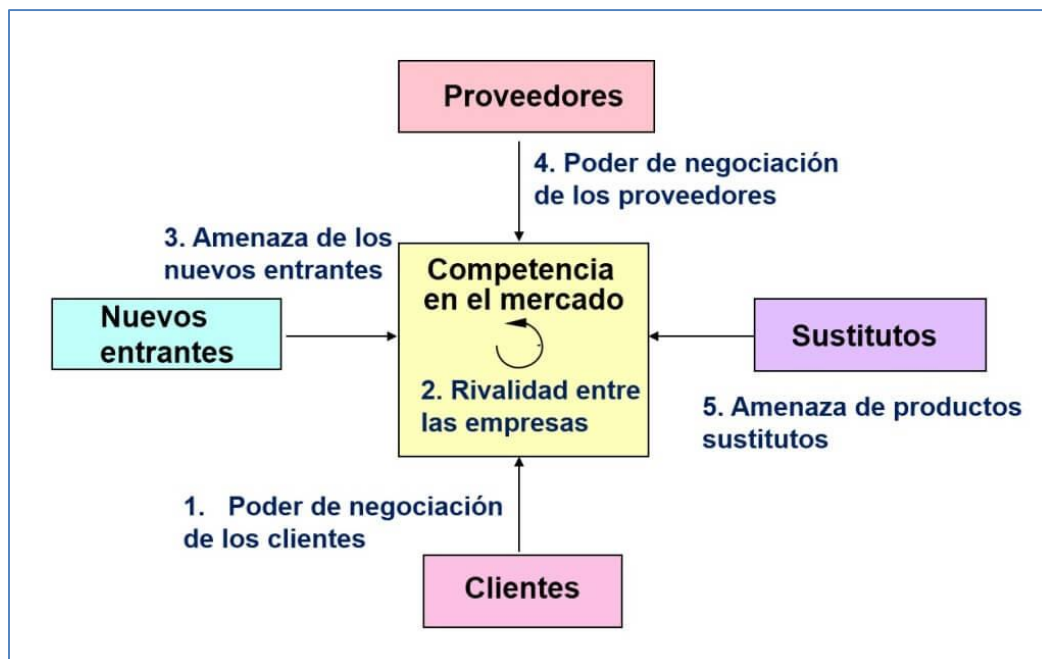 Proveedores
4. Poder de negociación
de los proveedores
3. Amenaza de los
nuevos entrantes
Competencia
en el mercado
Nuevos
entrantes
Sustitutos
2. Rivalidad entre
las empresas
5. Amenaza de productos
sustitutos
1. Poder de negociación
de los clientes
Clientes